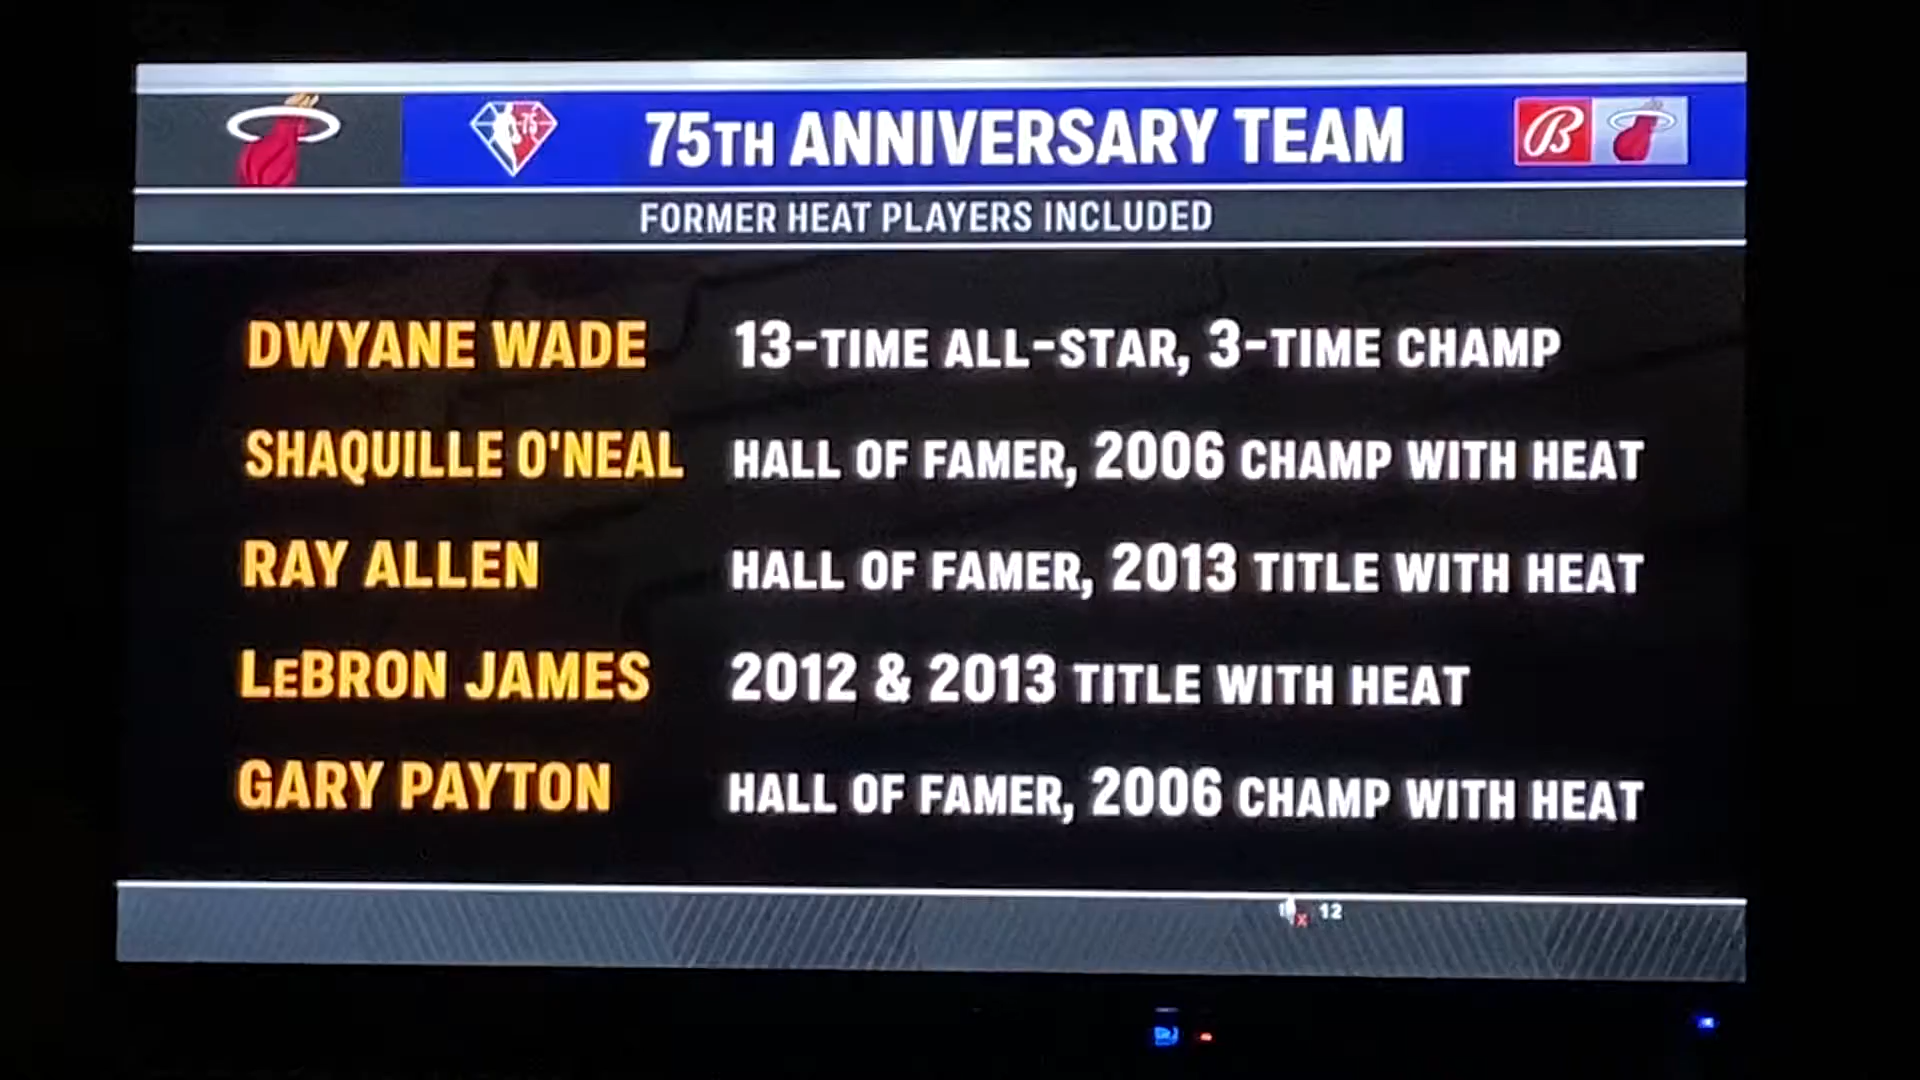 75
75TH ANNIVERSARY TEAM
B
FORMER HEAT PLAYERS INCLUDED
DWYANE WADE 13-TIME ALL-STAR, 3-TIME CHAMP
SHAQUILLE O'NEAL HALL OF FAMER, 2006 CHAMP WITH HEAT
RAY ALLEN HALL OF FAMER, 2013 TITLE WITH HEAT
LEBRON JAMES 2012 & 2013 TITLE WITH HEAT
GARY PAYTON HALL OF FAMER, 2006 CHAMP WITH HEAT
12